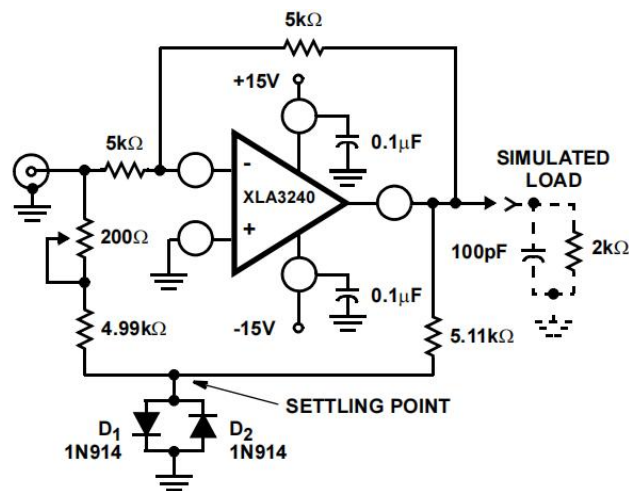 5kΩ
+15V
5kΩ
0.1μF
SIMULATED
LOAD
-
XLA3240
+
200Ω
100pF
2kΩ
0.1μF
4.99kΩ
-15V
5.11kΩ
SETTLING POINT
D1
1N914
D2
1N914